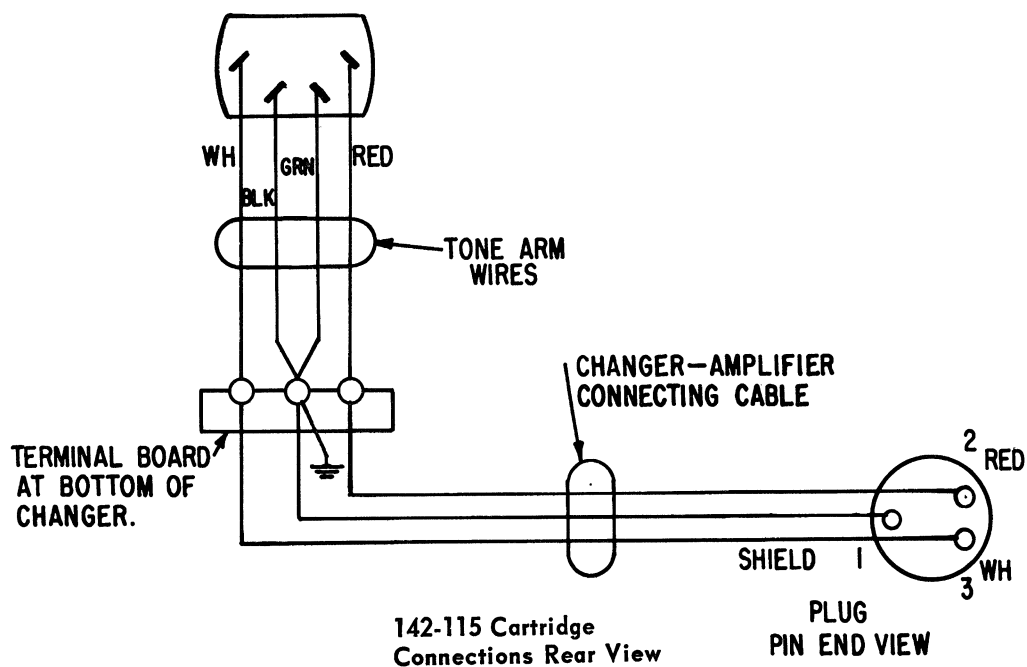 WH
GRN
RED
BLK
TONE ARM
WIRES
CHANGER-AMPLIFIER
CONNECTING CABLE
TERMINAL BOARD
AT BOTTOM OF
CHANGER.
2
RED
SHIELD
1
WH
3
PLUG
PIN END VIEW
142-115 Cartridge
Connections Rear View